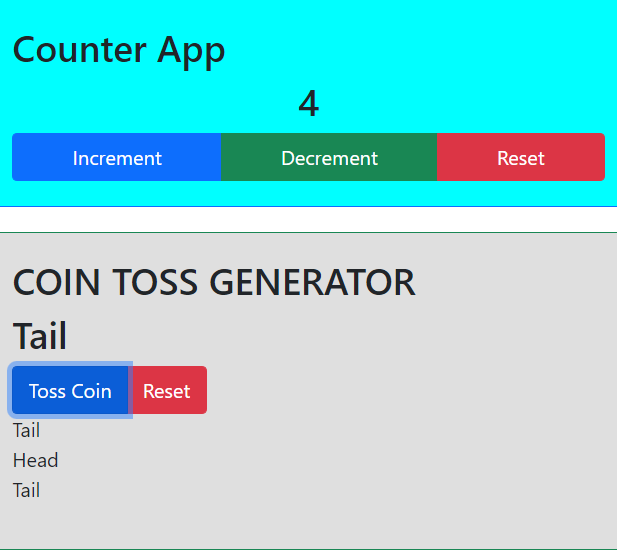 Counter App
4
Increment Decrement Reset
COIN TOSS GENERATOR
Tail
Toss Coin Reset
Tail
Head
Tail